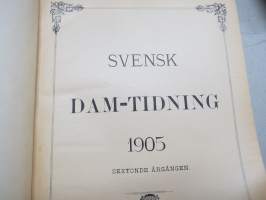 SVENSK
DAM-TIDNING
1905
SEXTONDE ÅRGÅNGEN.